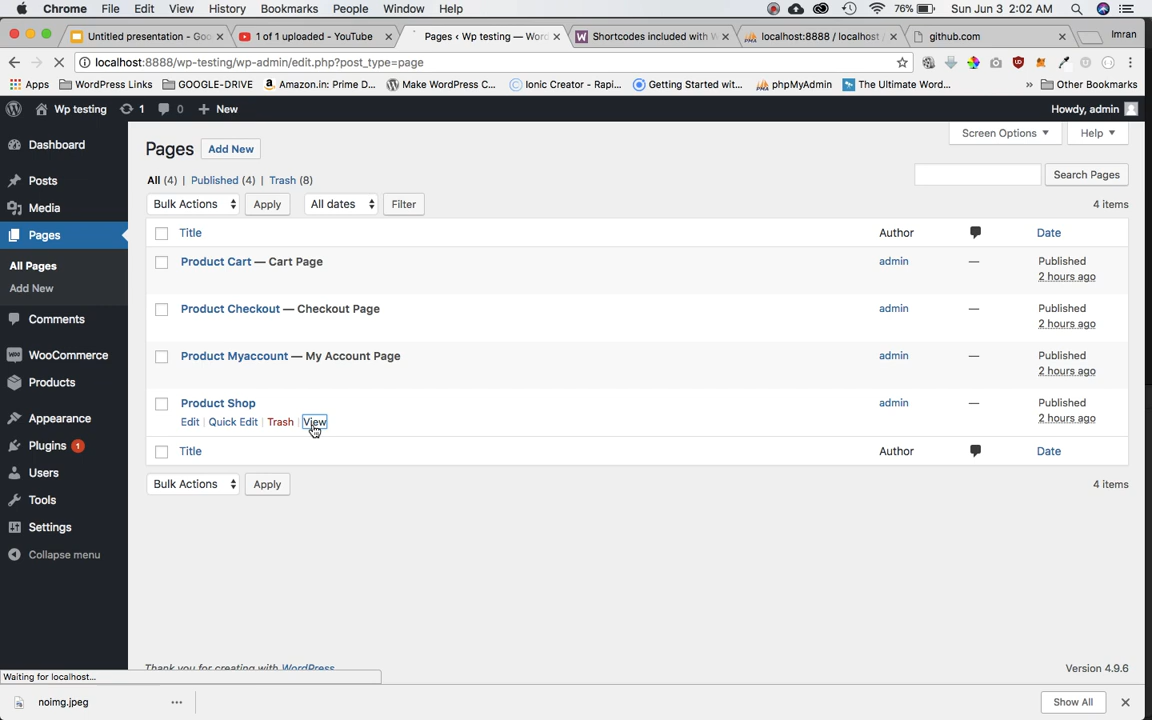 Chrome File Edit View History Bookmarks People Window Help 76% Sun Jun 3 2:02 AM
Untitled presentation - Goo 1 of 1 uploaded - YouTube Pages ‹ Wp testing — Word Shortcodes included with W localhost:8888 / localhost / github.com Imran
localhost:8888/wp-testing/wp-admin/edit.php?post_type=page
Apps WordPress Links GOOGLE-DRIVE Amazon.in: Prime D... Make WordPress C... Ionic Creator - Rapi... Getting Started wit... phpMyAdmin The Ultimate Word... » Other Bookmarks
Wp testing 1 0 New Howdy, admin
Screen Options Help
Pages Add New
All (4) | Published (4) | Trash (8)
Search Pages
Bulk Actions Apply All dates Filter 4 items
Title Author Date
Product Cart — Cart Page admin — Published
2 hours ago
Product Checkout — Checkout Page admin — Published
2 hours ago
Product Myaccount — My Account Page admin — Published
2 hours ago
Product Shop admin — Published
Edit | Quick Edit | Trash | View 2 hours ago
Title Author Date
Bulk Actions Apply 4 items
Dashboard
Posts
Media
Pages
All Pages
Add New
Comments
WooCommerce
Products
Appearance
Plugins 1
Users
Tools
Settings
Collapse menu
Thank you for creating with WordPress Version 4.9.6
Waiting for localhost...
noimg.jpeg Show All